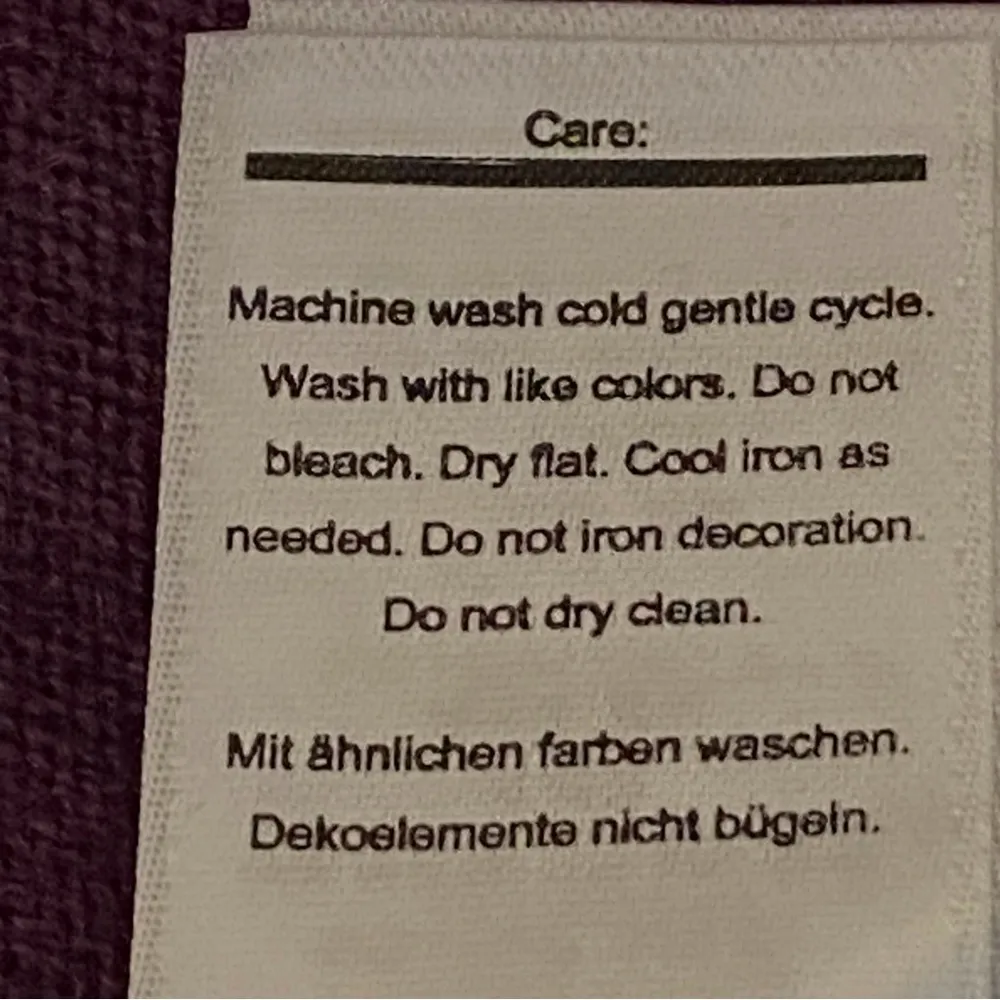 Care:
Machine wash cold gentle cycle.
Wash with like colors. Do not
bleach. Dry flat. Cool iron as
needed. Do not iron decoration.
Do not dry clean.
Mit ähnlichen farben waschen.
Dekoelemente nicht bügeln.